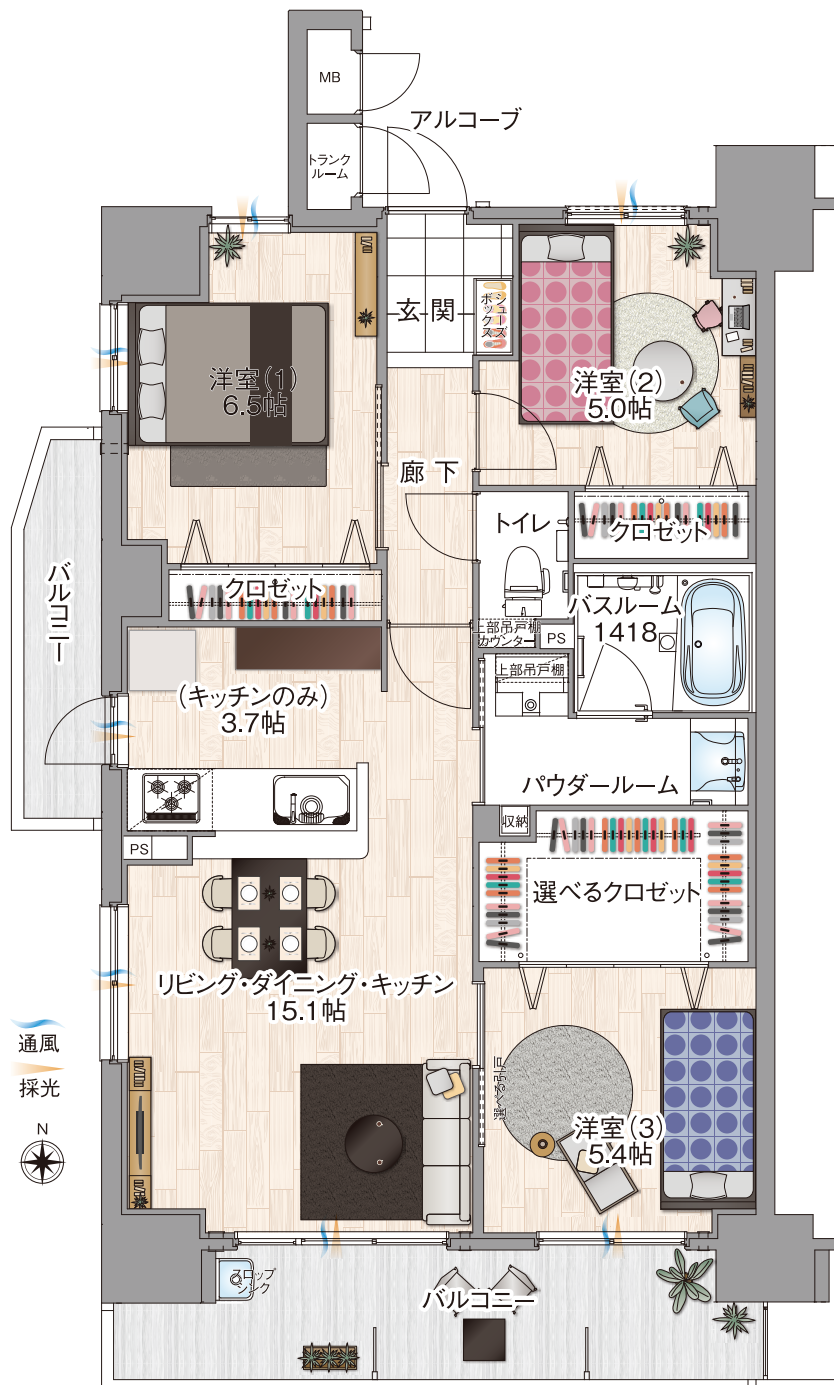 MB
アルコーブ
トランク
ルーム
玄関
シューズ
ボックス
洋室(1)
6.5帖
洋室(2)
5.0帖
廊下
トイレ
クロゼット
クロゼット
バルコニー
バスルーム
1418
上部吊戸棚
カウンター
PS
上部吊戸棚
(キッチンのみ)
3.7帖
パウダールーム
収納
PS
選べるクロゼット
リビング・ダイニング・キッチン
15.1帖
通風
採光
N
選べる引戸
洋室(3)
5.4帖
スロップ
シンク
バルコニー